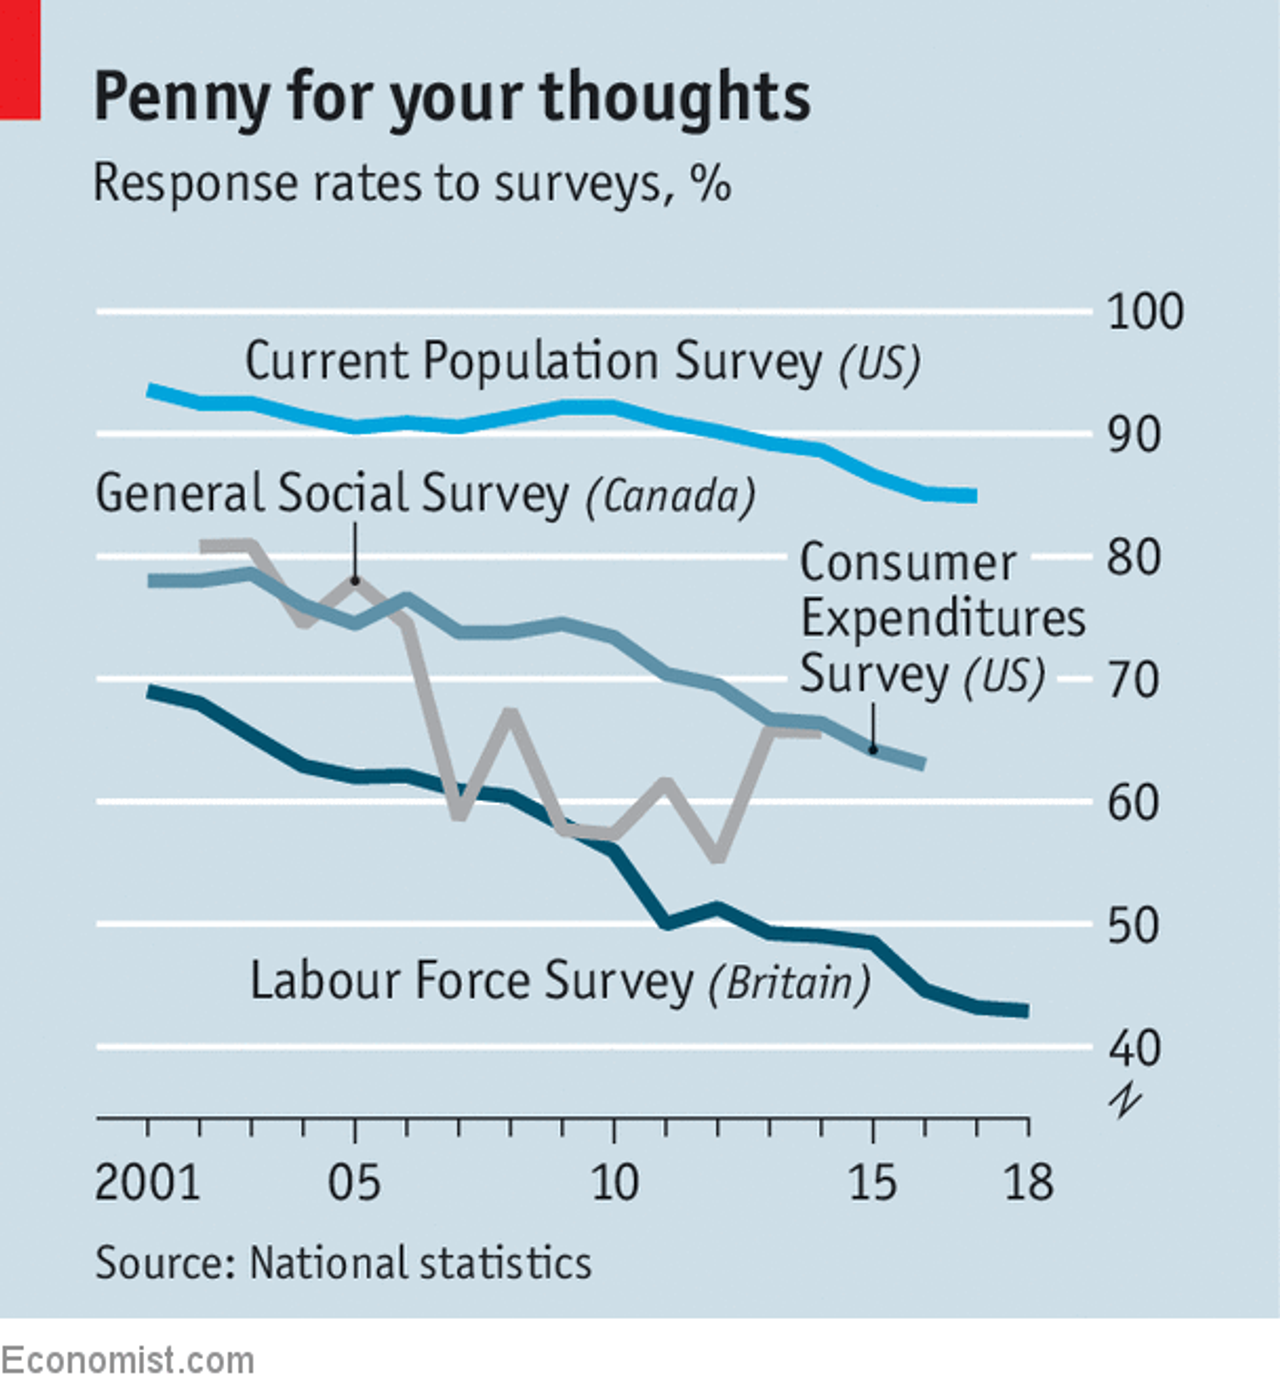 Penny for your thoughts
Response rates to surveys, %
100
Current Population Survey (US)
90
General Social Survey (Canada)
Consumer
80
Expenditures
Survey (US)
70
60
50
Labour Force Survey (Britain)
40
2001 05 10 15 18
Source: National statistics
Economist.com